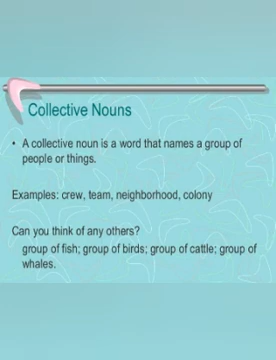 Collective Nouns
• A collective noun is a word that names a group of
people or things.
Examples: crew, team, neighborhood, colony
Can you think of any others?
group of fish; group of birds; group of cattle; group of
whales.